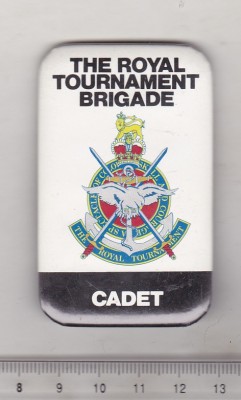 THE ROYAL
TOURNAMENT
BRIGADE
THE ROYAL TOURNAMENT
CADET
8 9 10 11 12 13